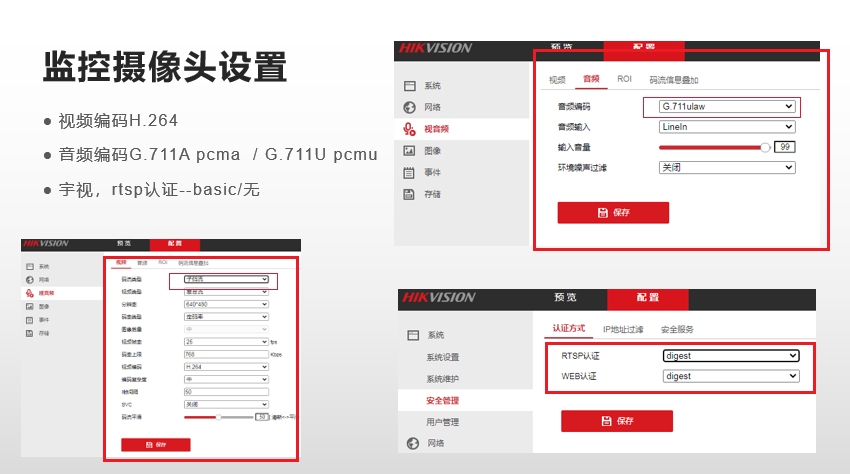 监控摄像头设置
● 视频编码H.264
● 音频编码G.711A pcma / G.711U pcmu
● 宇视，rtsp认证--basic/无
HIKVISION 预览 配置
系统
网络
视音频
图像
事件
存储
视频 音频 ROI 码流信息叠加
音频编码 G.711ulaw
音频输入 LineIn
输入音量 99
环境噪声过滤 关闭
保存
HIKVISION 预览 配置
系统
网络
视音频
图像
事件
存储
视频 音频 ROI 码流信息叠加
码流类型 子码流
视频类型 复合流
分辨率 640*480
码率类型 定码率
图像质量 中
视频帧率 25 fps
码率上限 768 Kbps
视频编码 H.264
编码复杂度 中
I帧间隔 50
SVC 关闭
码流平滑 50
保存
HIKVISION 预览 配置
系统
系统设置
系统维护
安全管理
用户管理
网络
认证方式 IP地址过滤 安全服务
RTSP认证 digest
WEB认证 digest
保存